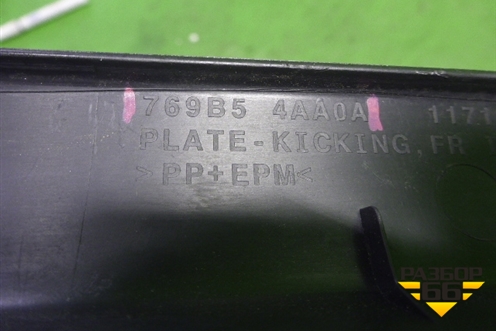 769B5 4AA0A 1171
PLATE-KICKING, FR
>PP+EPM<
РАЗБОР
66